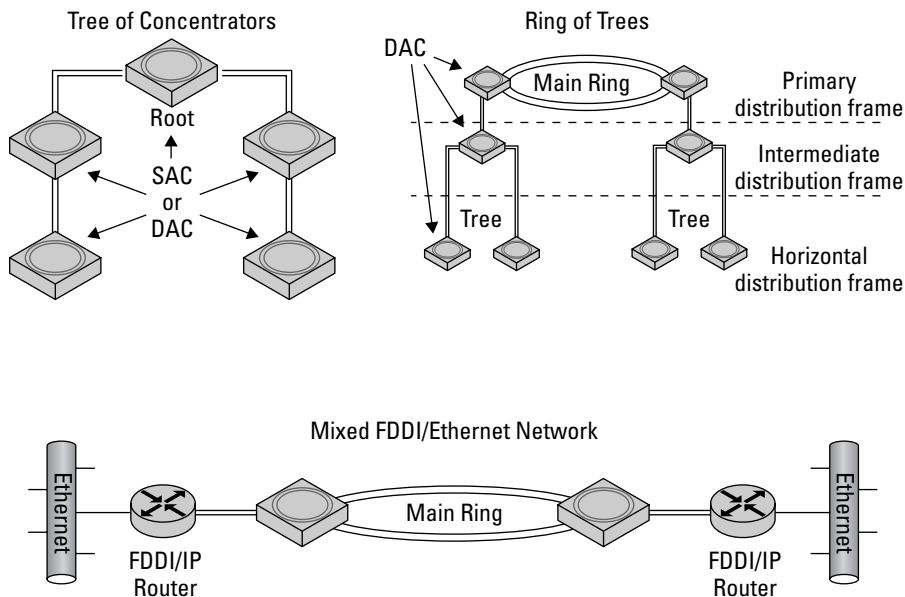 Tree of Concentrators
Root
SAC
or
DAC
Ring of Trees
DAC
Main Ring
Primary
distribution frame
Intermediate
distribution frame
Tree
Tree
Horizontal
distribution frame
Mixed FDDI/Ethernet Network
Ethernet
FDDI/IP
Router
Main Ring
FDDI/IP
Router
Ethernet